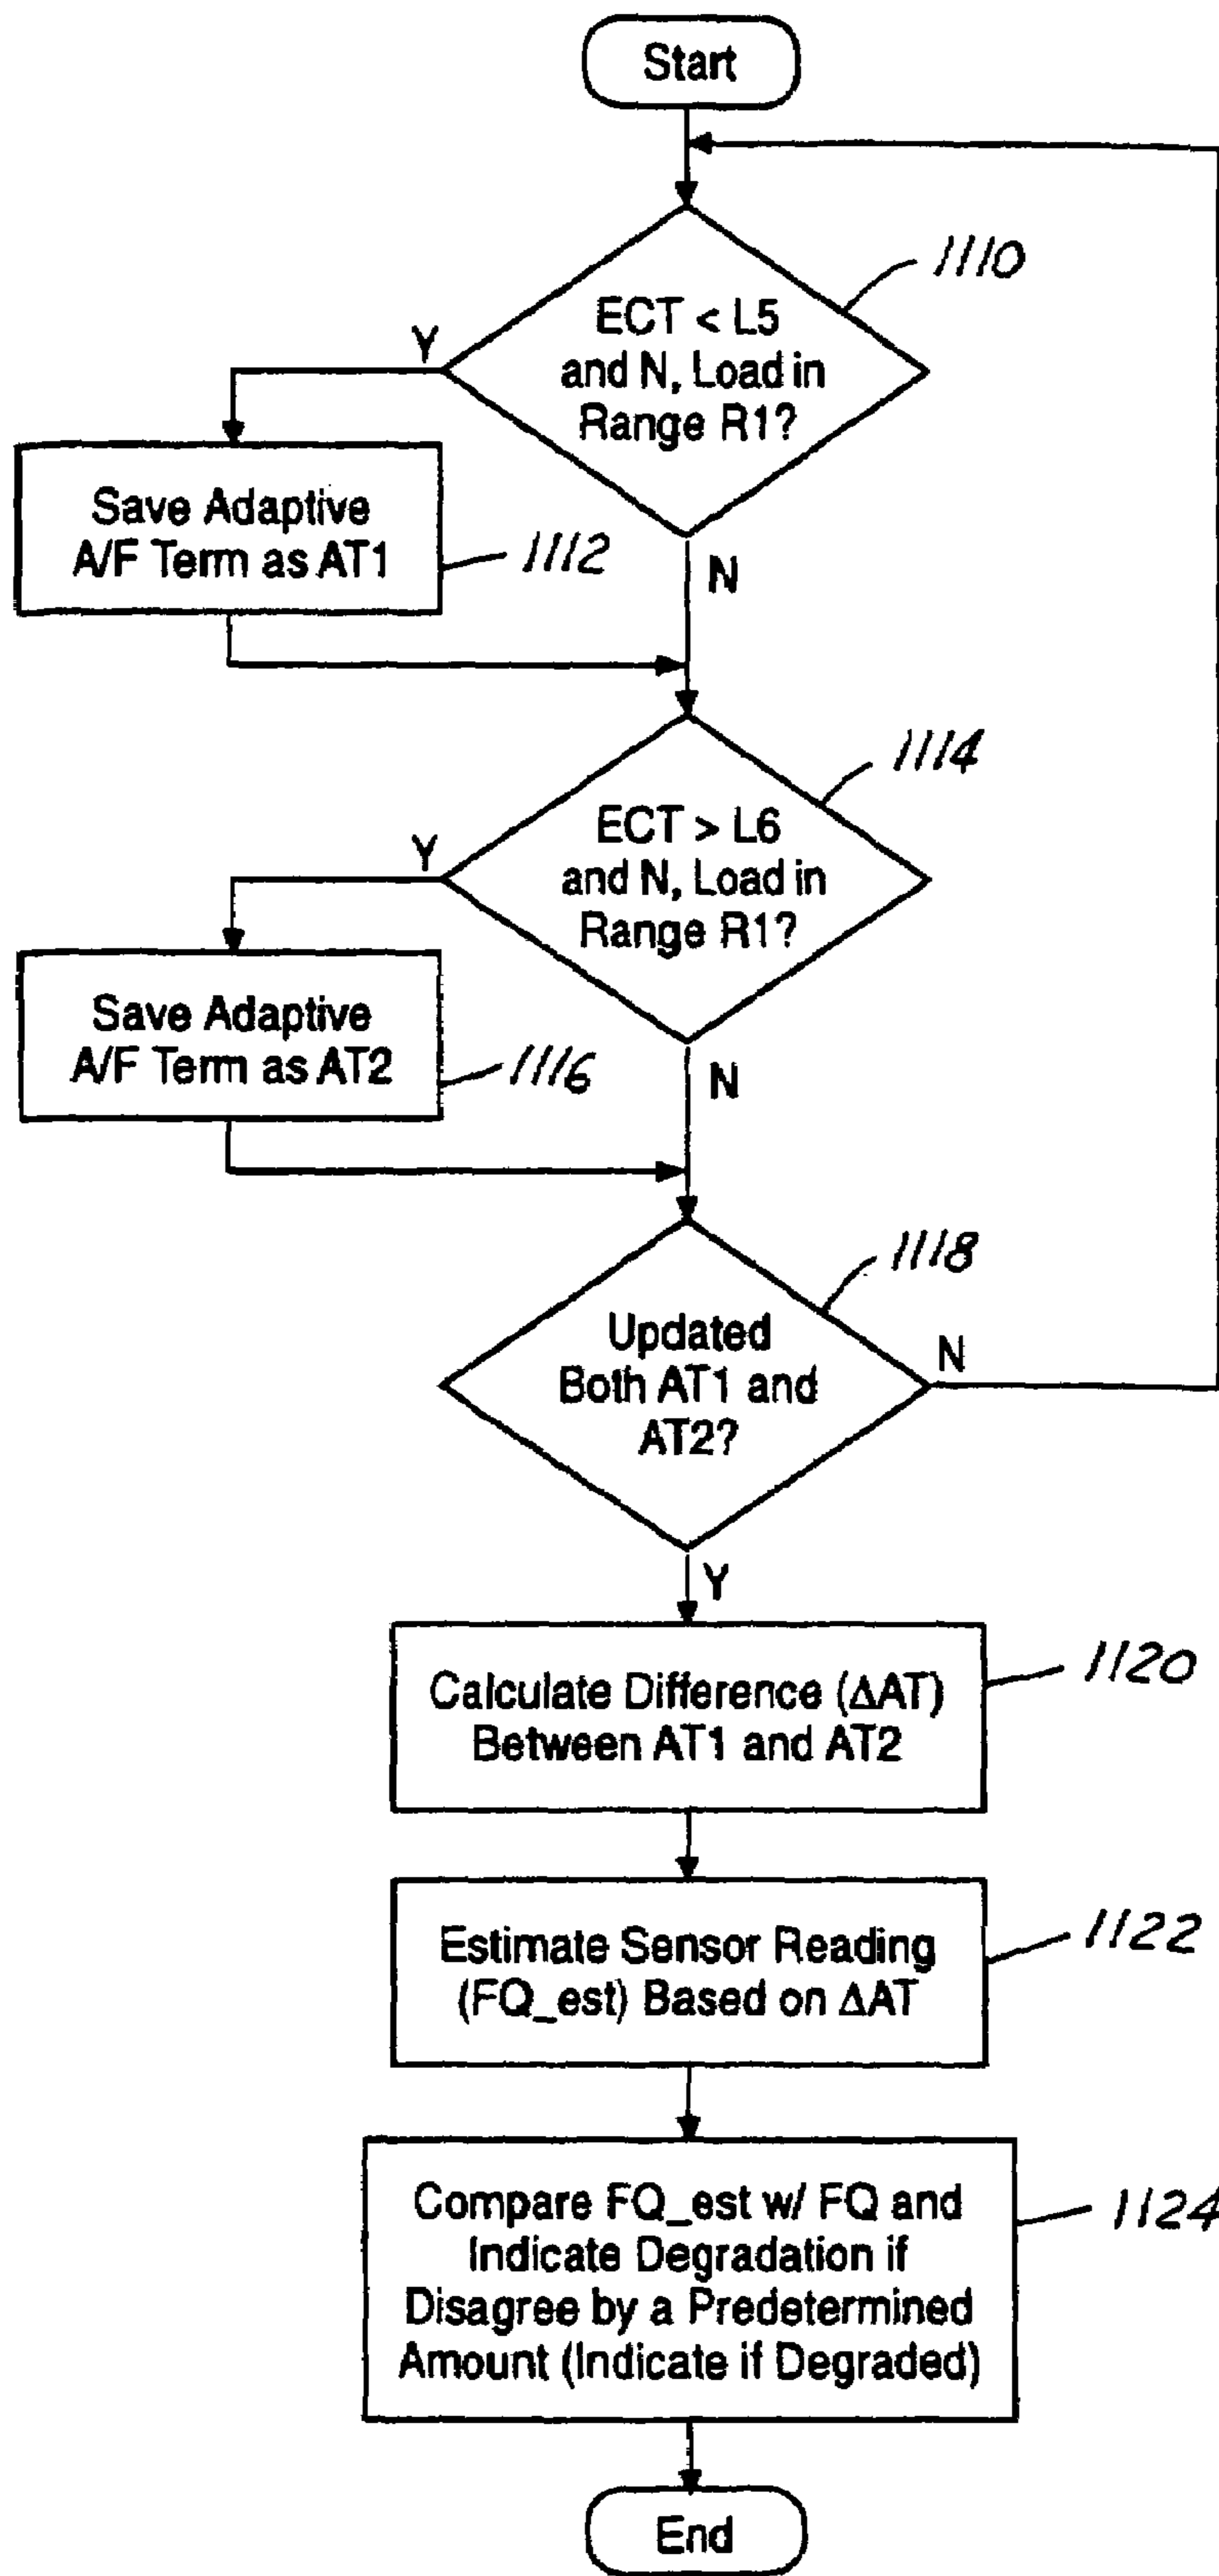 Start
1110
ECT < L5
and N, Load in
Range R1?
Y
Save Adaptive
A/F Term as AT1
1112
N
1114
ECT > L6
and N, Load in
Range R1?
Y
Save Adaptive
A/F Term as AT2
1116
N
1118
Updated
Both AT1 and
AT2?
N
Y
1120
Calculate Difference (ΔAT)
Between AT1 and AT2
1122
Estimate Sensor Reading
(FQ_est) Based on ΔAT
1124
Compare FQ_est w/ FQ and
Indicate Degradation if
Disagree by a Predetermined
Amount (Indicate if Degraded)
End